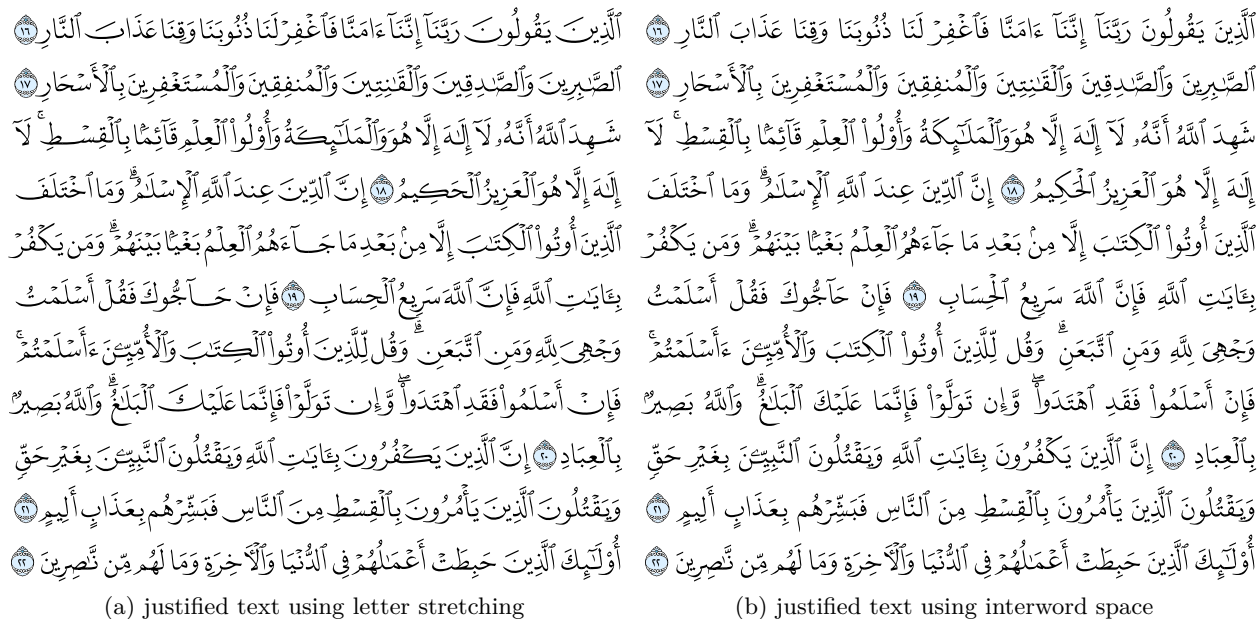 ٱلَّذِينَ يَقُولُونَ رَبَّنَآ إِنَّنَآ ءَامَنَّا فَٱغْفِرْ لَنَا ذُنُوبَنَا وَقِنَا عَذَابَ ٱلنَّارِ ١٦
ٱلصَّٰبِرِينَ وَٱلصَّٰدِقِينَ وَٱلْقَٰنِتِينَ وَٱلْمُنفِقِينَ وَٱلْمُسْتَغْفِرِينَ بِٱلْأَسْحَارِ ١٧
شَهِدَ ٱللَّهُ أَنَّهُۥ لَآ إِلَٰهَ إِلَّا هُوَ وَٱلْمَلَٰٓئِكَةُ وَأُو۟لُوا۟ ٱلْعِلْمِ قَآئِمًۢا بِٱلْقِسْطِ ۚ لَآ
إِلَٰهَ إِلَّا هُوَ ٱلْعَزِيزُ ٱلْحَكِيمُ ١٨ إِنَّ ٱلدِّينَ عِندَ ٱللَّهِ ٱلْإِسْلَٰمُ ۗ وَمَا ٱخْتَلَفَ
ٱلَّذِينَ أُوتُوا۟ ٱلْكِتَٰبَ إِلَّا مِنۢ بَعْدِ مَا جَآءَهُمُ ٱلْعِلْمُ بَغْيًۢا بَيْنَهُمْ ۗ وَمَن يَكْفُرْ
بِـَٔايَٰتِ ٱللَّهِ فَإِنَّ ٱللَّهَ سَرِيعُ ٱلْحِسَابِ ١٩ فَإِنْ حَآجُّوكَ فَقُلْ أَسْلَمْتُ
وَجْهِىَ لِلَّهِ وَمَنِ ٱتَّبَعَنِ ۗ وَقُل لِّلَّذِينَ أُوتُوا۟ ٱلْكِتَٰبَ وَٱلْأُمِّيِّـۧنَ ءَأَسْلَمْتُمْ ۚ
فَإِنْ أَسْلَمُوا۟ فَقَدِ ٱهْتَدَوا۟ ۖ وَّإِن تَوَلَّوْا۟ فَإِنَّمَا عَلَيْكَ ٱلْبَلَٰغُ ۗ وَٱللَّهُ بَصِيرٌۢ
بِٱلْعِبَادِ ٢٠ إِنَّ ٱلَّذِينَ يَكْفُرُونَ بِـَٔايَٰتِ ٱللَّهِ وَيَقْتُلُونَ ٱلنَّبِيِّـۧنَ بِغَيْرِ حَقٍّ
وَيَقْتُلُونَ ٱلَّذِينَ يَأْمُرُونَ بِٱلْقِسْطِ مِنَ ٱلنَّاسِ فَبَشِّرْهُم بِعَذَابٍ أَلِيمٍ ٢١
أُو۟لَٰٓئِكَ ٱلَّذِينَ حَبِطَتْ أَعْمَٰلُهُمْ فِى ٱلدُّنْيَا وَٱلْـَٔاخِرَةِ وَمَا لَهُم مِّن نَّٰصِرِينَ ٢٢
(a) justified text using letter stretching
ٱلَّذِينَ يَقُولُونَ رَبَّنَآ إِنَّنَآ ءَامَنَّا فَٱغْفِرْ لَنَا ذُنُوبَنَا وَقِنَا عَذَابَ ٱلنَّارِ ١٦
ٱلصَّٰبِرِينَ وَٱلصَّٰدِقِينَ وَٱلْقَٰنِتِينَ وَٱلْمُنفِقِينَ وَٱلْمُسْتَغْفِرِينَ بِٱلْأَسْحَارِ ١٧
شَهِدَ ٱللَّهُ أَنَّهُۥ لَآ إِلَٰهَ إِلَّا هُوَ وَٱلْمَلَٰٓئِكَةُ وَأُو۟لُوا۟ ٱلْعِلْمِ قَآئِمًۢا بِٱلْقِسْطِ ۚ لَآ
إِلَٰهَ إِلَّا هُوَ ٱلْعَزِيزُ ٱلْحَكِيمُ ١٨ إِنَّ ٱلدِّينَ عِندَ ٱللَّهِ ٱلْإِسْلَٰمُ ۗ وَمَا ٱخْتَلَفَ
ٱلَّذِينَ أُوتُوا۟ ٱلْكِتَٰبَ إِلَّا مِنۢ بَعْدِ مَا جَآءَهُمُ ٱلْعِلْمُ بَغْيًۢا بَيْنَهُمْ ۗ وَمَن يَكْفُرْ
بِـَٔايَٰتِ ٱللَّهِ فَإِنَّ ٱللَّهَ سَرِيعُ ٱلْحِسَابِ ١٩ فَإِنْ حَآجُّوكَ فَقُلْ أَسْلَمْتُ
وَجْهِىَ لِلَّهِ وَمَنِ ٱتَّبَعَنِ ۗ وَقُل لِّلَّذِينَ أُوتُوا۟ ٱلْكِتَٰبَ وَٱلْأُمِّيِّـۧنَ ءَأَسْلَمْتُمْ ۚ
فَإِنْ أَسْلَمُوا۟ فَقَدِ ٱهْتَدَوا۟ ۖ وَّإِن تَوَلَّوْا۟ فَإِنَّمَا عَلَيْكَ ٱلْبَلَٰغُ ۗ وَٱللَّهُ بَصِيرٌۢ
بِٱلْعِبَادِ ٢٠ إِنَّ ٱلَّذِينَ يَكْفُرُونَ بِـَٔايَٰتِ ٱللَّهِ وَيَقْتُلُونَ ٱلنَّبِيِّـۧنَ بِغَيْرِ حَقٍّ
وَيَقْتُلُونَ ٱلَّذِينَ يَأْمُرُونَ بِٱلْقِسْطِ مِنَ ٱلنَّاسِ فَبَشِّرْهُم بِعَذَابٍ أَلِيمٍ ٢١
أُو۟لَٰٓئِكَ ٱلَّذِينَ حَبِطَتْ أَعْمَٰلُهُمْ فِى ٱلدُّنْيَا وَٱلْـَٔاخِرَةِ وَمَا لَهُم مِّن نَّٰصِرِينَ ٢٢
(b) justified text using interword space